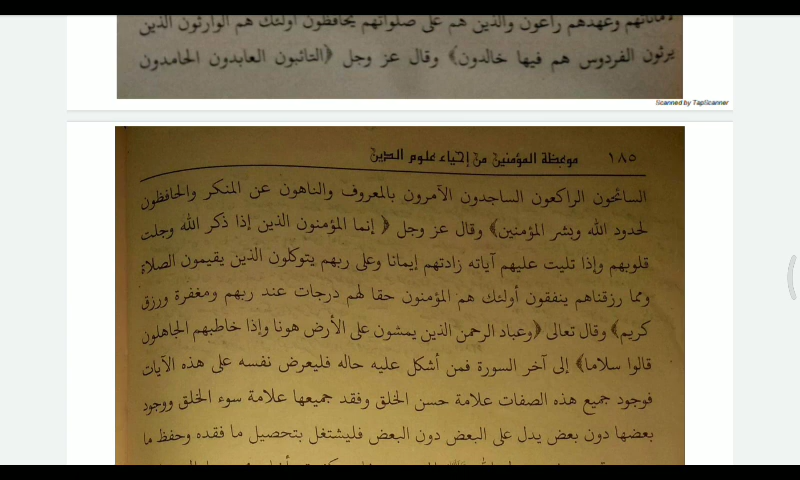 وعهدهم راعون والذين هم على صلواتهم يحافظون أولئك هم الوارثون الذين
يرثون الفردوس هم فيها خالدون﴾ وقال عز وجل ﴿التائبون العابدون الحامدون
Scanned by TapScanner
١٨٥ موعظة المؤمنين من إحياء علوم الدين
السائحون الراكعون الساجدون الآمرون بالمعروف والناهون عن المنكر والحافظون
لحدود الله وبشر المؤمنين﴾ وقال عز وجل ﴿ إنما المؤمنون الذين إذا ذكر الله وجلت
قلوبهم وإذا تليت عليهم آياته زادتهم إيمانا وعلى ربهم يتوكلون الذين يقيمون الصلاة
ومما رزقناهم ينفقون أولئك هم المؤمنون حقا لهم درجات عند ربهم ومغفرة ورزق
كريم﴾ وقال تعالى ﴿وعباد الرحمن الذين يمشون على الأرض هونا وإذا خاطبهم الجاهلون
قالوا سلاما﴾ إلى آخر السورة فمن أشكل عليه حاله فليعرض نفسه على هذه الآيات
فوجود جميع هذه الصفات علامة حسن الخلق وفقد جميعها علامة سوء الخلق ووجود
بعضها دون بعض يدل على البعض دون البعض فليشتغل بتحصيل ما فقده وحفظ ما